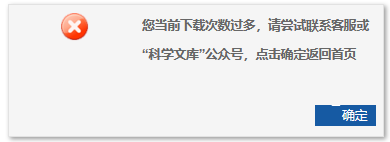 您当前下载次数过多，请尝试联系客服或
“科学文库”公众号，点击确定返回首页
确定